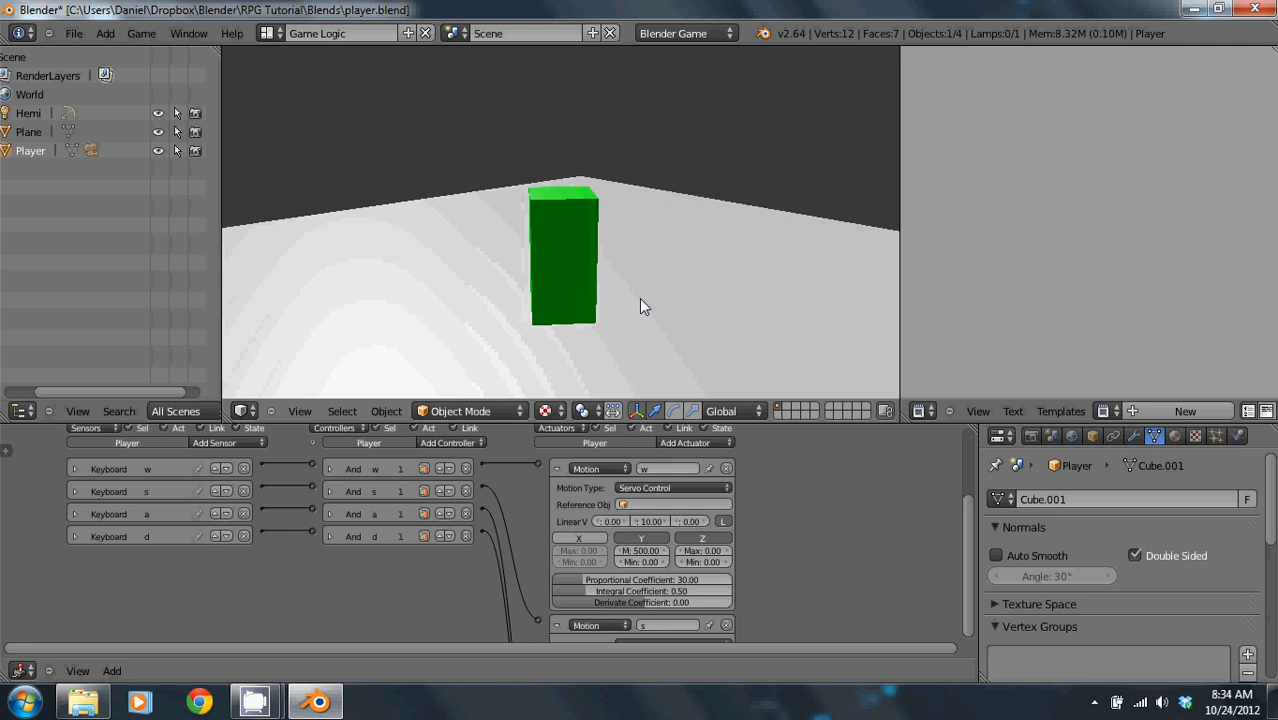 Blender* [C:\Users\Daniel\Dropbox\Blender\RPG Tutorial\Blends\player.blend]
File Add Game Window Help Game Logic Scene Blender Game v2.64 | Verts:12 | Faces:7 | Objects:1/4 | Lamps:0/1 | Mem:8.32M (0.10M) | Player
Scene
RenderLayers |
World
Hemi |
Plane |
Player |
View Search All Scenes
View Select Object Object Mode Global
View Text Templates New
Sensors Sel Act Link State Controllers Sel Act Link Actuators Sel Act Link State
Player Add Sensor Player Add Controller Player Add Actuator
Keyboard w And w 1 Motion w
Motion Type: Servo Control
Keyboard s And s 1
Reference Obj
Keyboard a And a 1
Linear V : 0.00 : 10.00 : 0.00 L
Keyboard d And d 1
X Y Z
Max: 0.00 M: 500.00 Max: 0.00
Min: 0.00 Min: 0.00 Min: 0.00
Proportional Coefficient: 30.00
Integral Coefficient: 0.50
Derivate Coefficient: 0.00
Motion s
View Add
Player Cube.001
Cube.001 F
Normals
Auto Smooth Double Sided
Angle: 30°
Texture Space
Vertex Groups
8:34 AM
10/24/2012